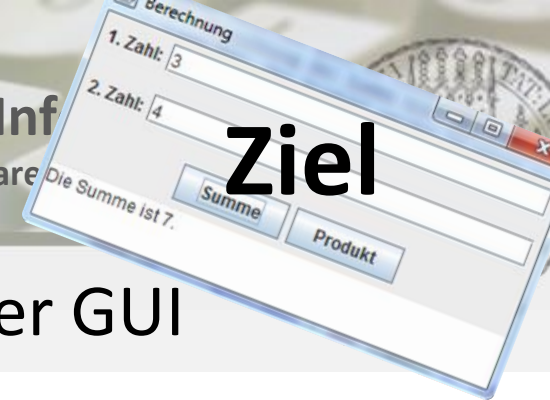 Berechnung
1. Zahl: 3
2. Zahl: 4
Summe
Produkt
Die Summe ist 7.
Ziel
Inf
are
er GUI